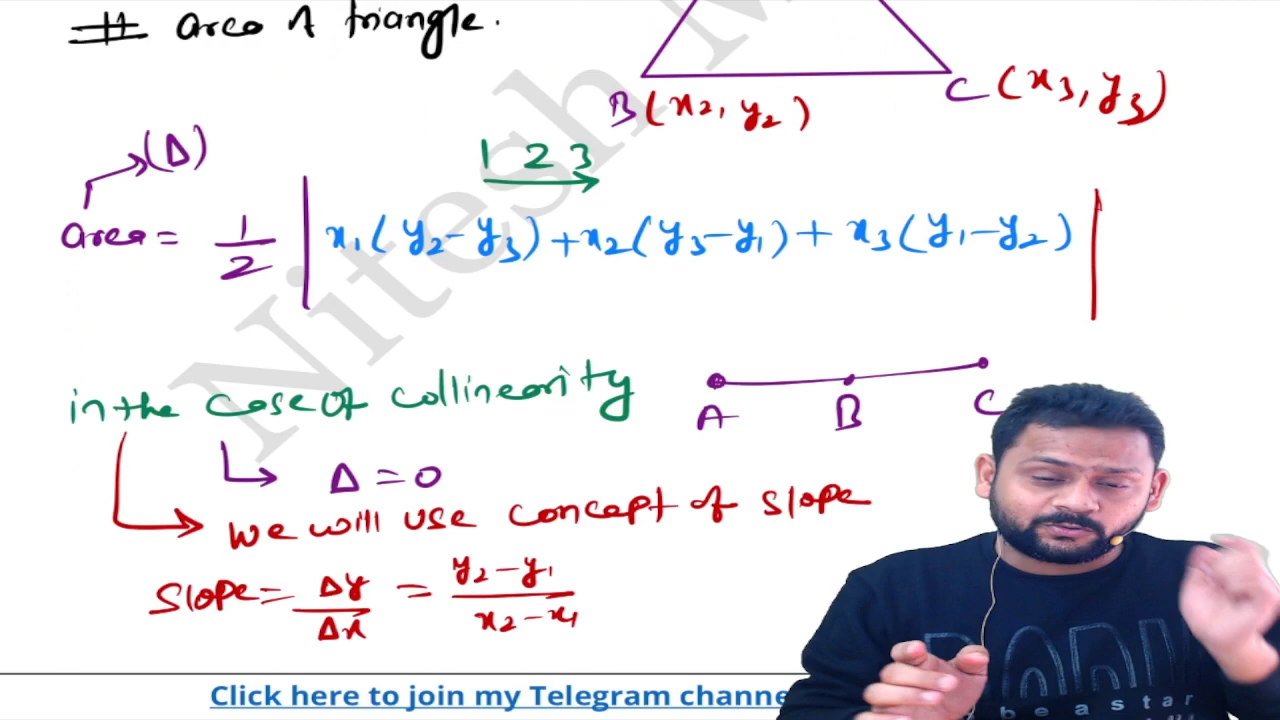 # area of triangle.
B (x₂, y₂)
C (x₃, y₃)
(Δ)
1 2 3
area = 1/2 | x₁(y₂-y₃)+x₂(y₃-y₁)+x₃(y₁-y₂) |
in the case of collinearity
A B C
Δ = 0
we will use concept of slope
Slope = Δy/Δx = y₂-y₁/x₂-x₁
Click here to join my Telegram channe
Nitesh M
beastar